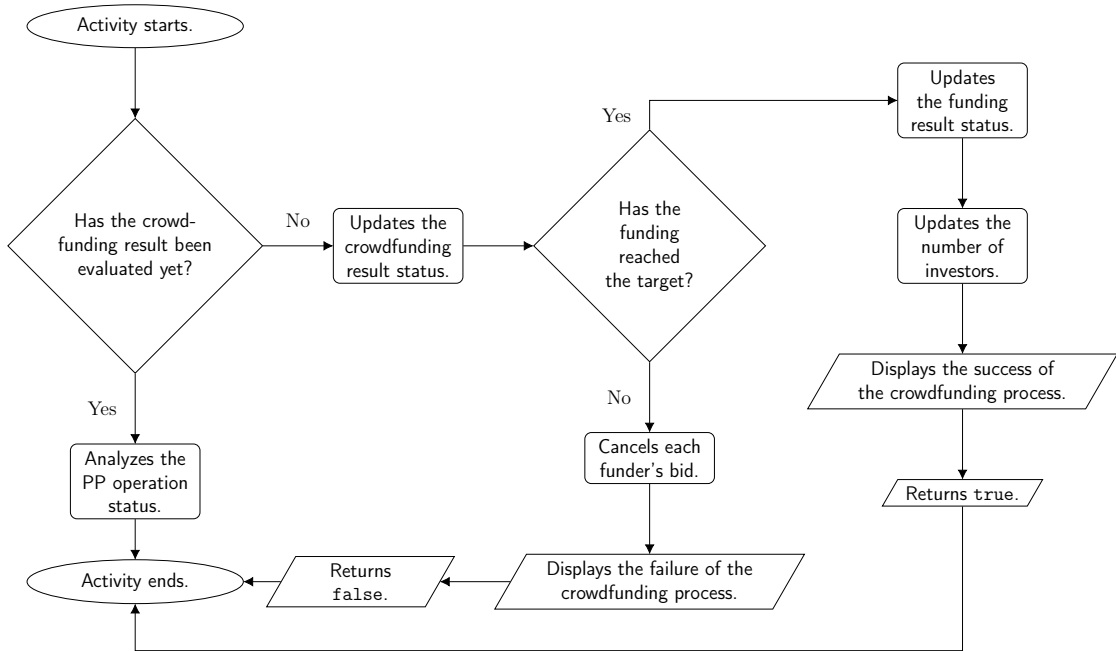 Activity starts.
Has the crowd-
funding result been
evaluated yet?
No
Updates the
crowdfunding
result status.
Has the
funding
reached
the target?
Yes
Updates
the funding
result status.
Updates the
number of
investors.
Displays the success of
the crowdfunding process.
Returns true.
No
Cancels each
funder's bid.
Displays the failure of the
crowdfunding process.
Returns
false.
Yes
Analyzes the
PP operation
status.
Activity ends.